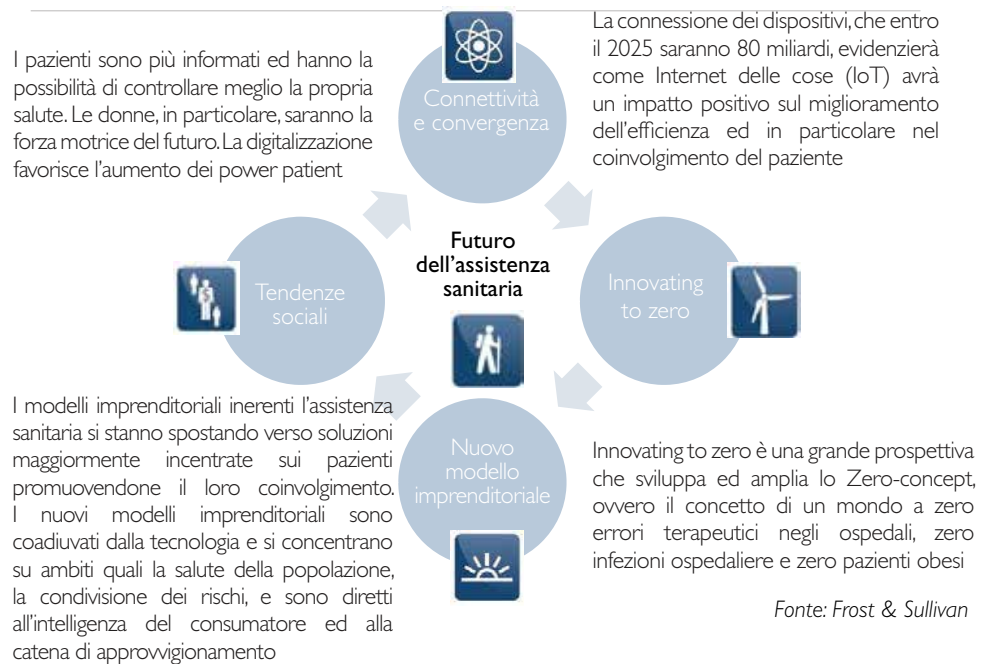 I pazienti sono più informati ed hanno la
possibilità di controllare meglio la propria
salute. Le donne, in particolare, saranno la
forza motrice del futuro. La digitalizzazione
favorisce l'aumento dei power patient
Connettività
e convergenza
La connessione dei dispositivi, che entro
il 2025 saranno 80 miliardi, evidenzierà
come Internet delle cose (IoT) avrà
un impatto positivo sul miglioramento
dell'efficienza ed in particolare nel
coinvolgimento del paziente
Tendenze
sociali
Futuro
dell'assistenza
sanitaria
Innovating
to zero
I modelli imprenditoriali inerenti l'assistenza
sanitaria si stanno spostando verso soluzioni
maggiormente incentrate sui pazienti
promuovendone il loro coinvolgimento.
I nuovi modelli imprenditoriali sono
coadiuvati dalla tecnologia e si concentrano
su ambiti quali la salute della popolazione,
la condivisione dei rischi, e sono diretti
all'intelligenza del consumatore ed alla
catena di approvvigionamento
Nuovo
modello
imprenditoriale
Innovating to zero è una grande prospettiva
che sviluppa ed amplia lo Zero-concept,
ovvero il concetto di un mondo a zero
errori terapeutici negli ospedali, zero
infezioni ospedaliere e zero pazienti obesi
Fonte: Frost & Sullivan